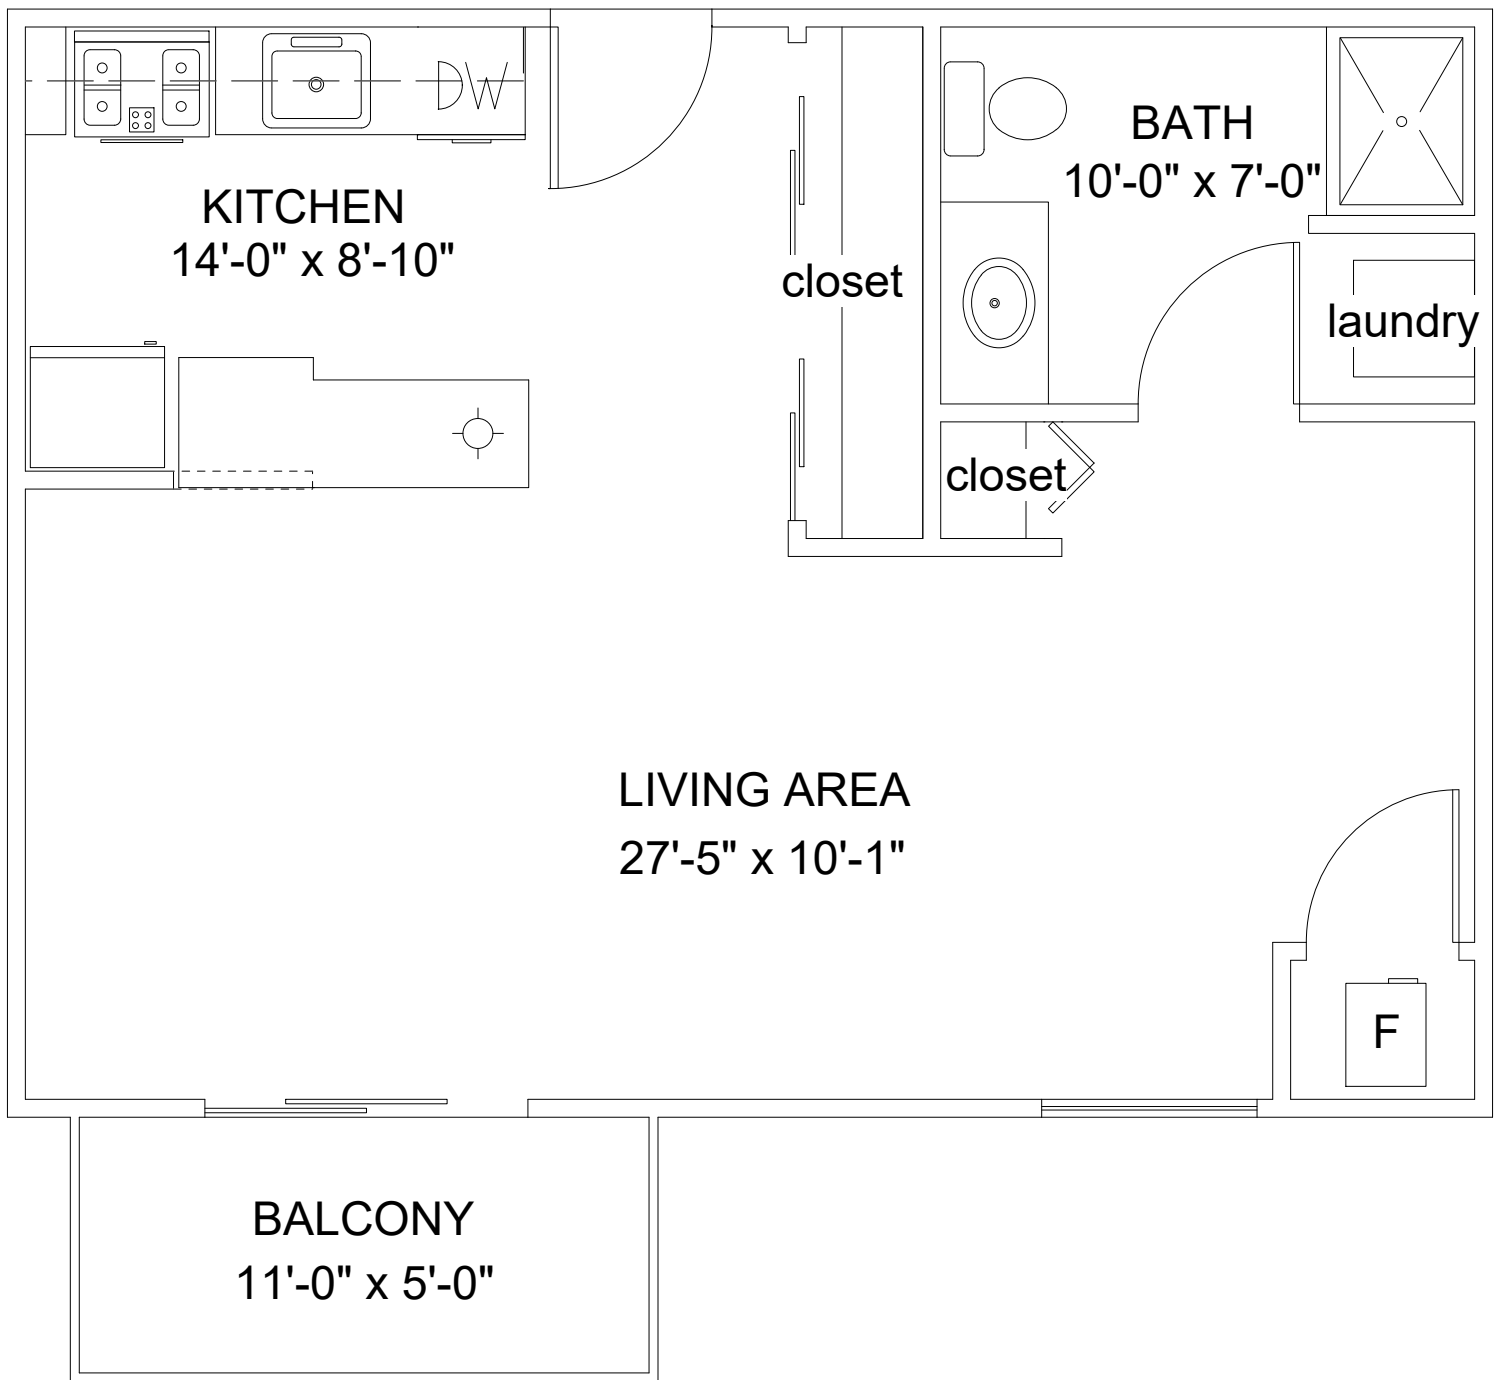 DW
BATH
10'-0" x 7'-0"
KITCHEN
14'-0" x 8'-10"
closet
laundry
closet
LIVING AREA
27'-5" x 10'-1"
F
BALCONY
11'-0" x 5'-0"